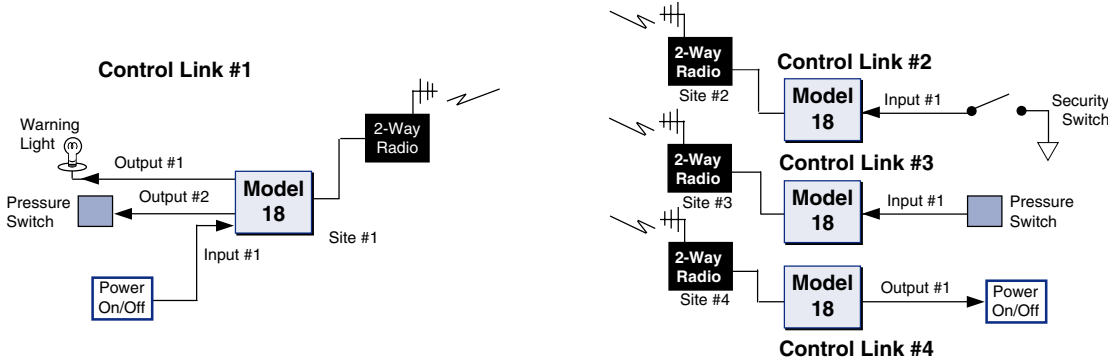 Control Link #1
Warning
Light
Output #1
Pressure
Switch
Output #2
Model
18
Input #1
Power
On/Off
2-Way
Radio
Site #1
2-Way
Radio
Site #2
Control Link #2
Model
18
Input #1
Security
Switch
2-Way
Radio
Site #3
Control Link #3
Model
18
Input #1
Pressure
Switch
2-Way
Radio
Site #4
Model
18
Output #1
Power
On/Off
Control Link #4